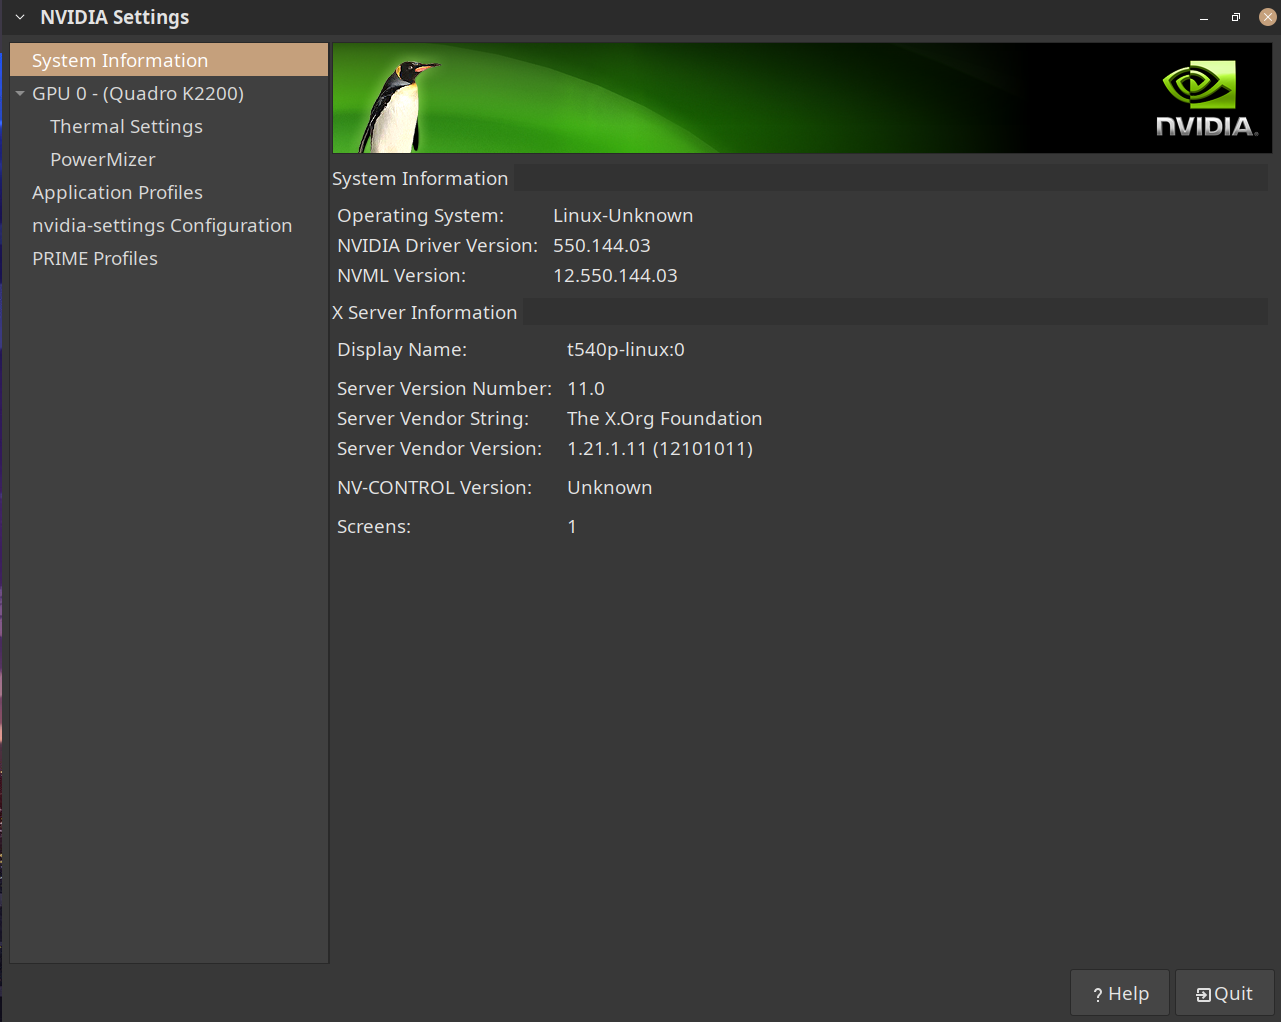 NVIDIA Settings
System Information
GPU 0 - (Quadro K2200)
Thermal Settings
PowerMizer
Application Profiles
nvidia-settings Configuration
PRIME Profiles
NVIDIA.
System Information
Operating System: Linux-Unknown
NVIDIA Driver Version: 550.144.03
NVML Version: 12.550.144.03
X Server Information
Display Name: t540p-linux:0
Server Version Number: 11.0
Server Vendor String: The X.Org Foundation
Server Vendor Version: 1.21.1.11 (12101011)
NV-CONTROL Version: Unknown
Screens: 1
? Help
Quit